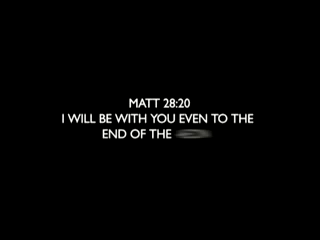 MATT 28:20
I WILL BE WITH YOU EVEN TO THE
END OF THE